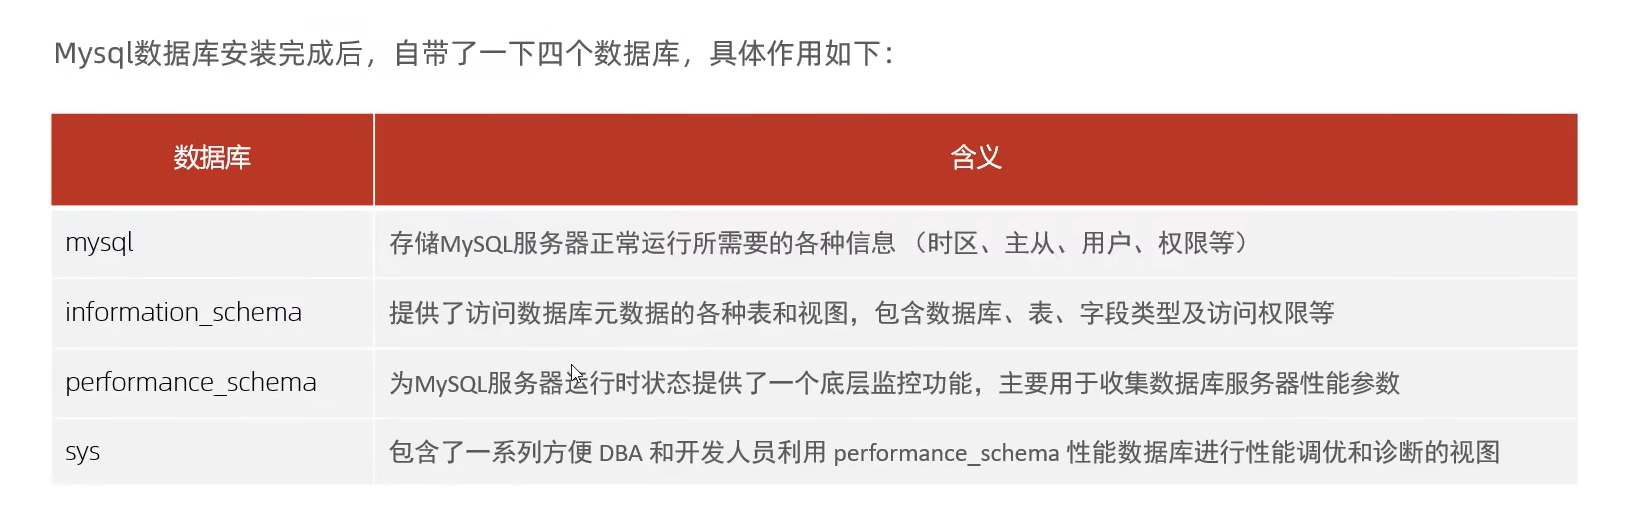 Mysql数据库安装完成后，自带了一下四个数据库，具体作用如下：
数据库 含义
mysql 存储MySQL服务器正常运行所需要的各种信息 （时区、主从、用户、权限等）
information_schema 提供了访问数据库元数据的各种表和视图，包含数据库、表、字段类型及访问权限等
performance_schema 为MySQL服务器运行时状态提供了一个底层监控功能，主要用于收集数据库服务器性能参数
sys 包含了一系列方便 DBA 和开发人员利用 performance_schema 性能数据库进行性能调优和诊断的视图